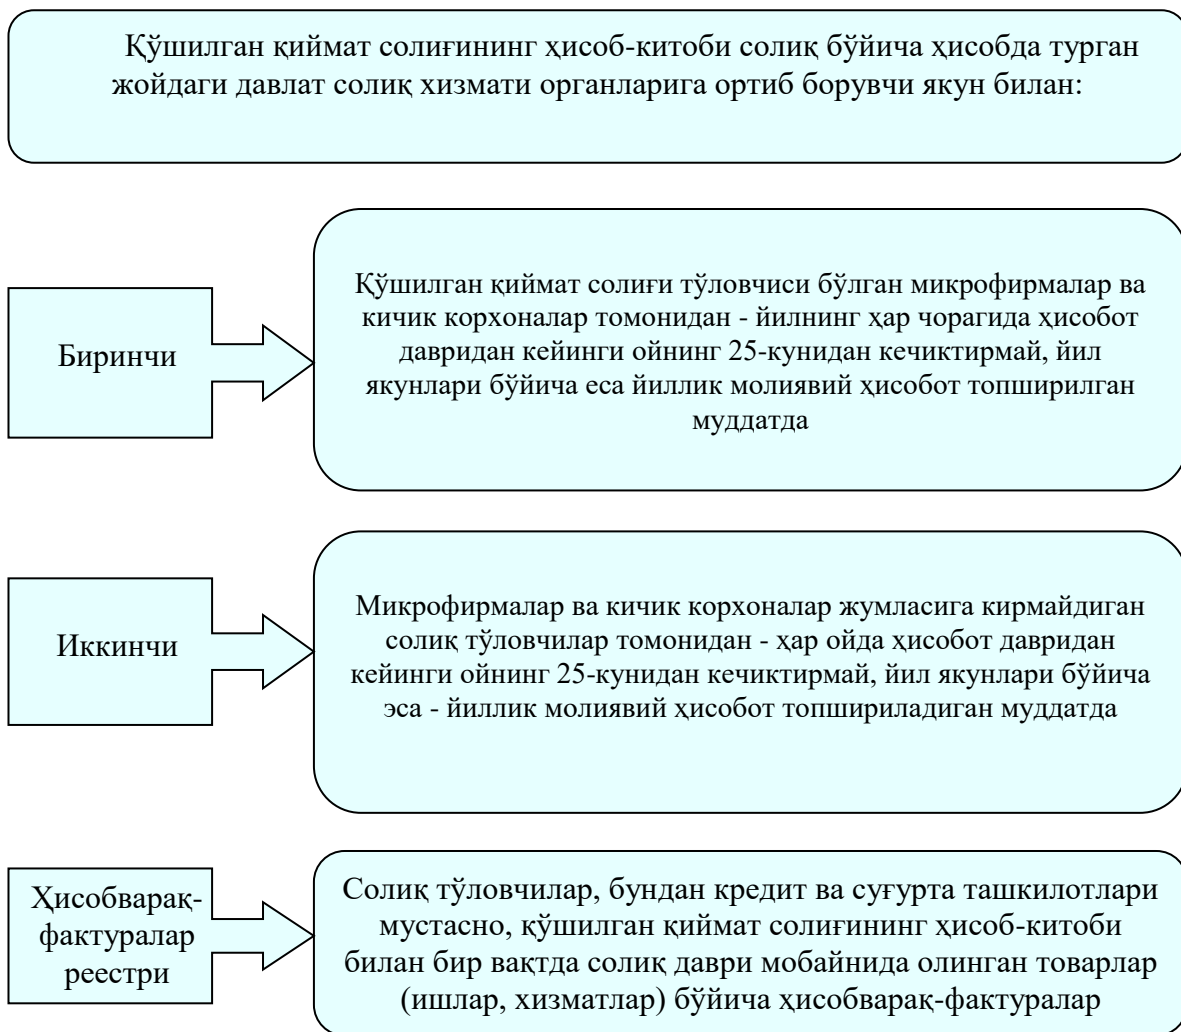 Қўшилган қиймат солиғининг ҳисоб-китоби солиқ бўйича ҳисобда турган
жойдаги давлат солиқ хизмати органларига ортиб борувчи якун билан:
Биринчи
Қўшилган қиймат солиғи тўловчиси бўлган микрофирмалар ва
кичик корхоналар томонидан - йилнинг ҳар чорагида ҳисобот
давридан кейинги ойнинг 25-кунидан кечиктирмай, йил
якунлари бўйича еса йиллик молиявий ҳисобот топширилган
муддатда
Иккинчи
Микрофирмалар ва кичик корхоналар жумласига кирмайдиган
солиқ тўловчилар томонидан - ҳар ойда ҳисобот давридан
кейинги ойнинг 25-кунидан кечиктирмай, йил якунлари бўйича
эса - йиллик молиявий ҳисобот топшириладиган муддатда
Ҳисобварақ-
фактуралар
реестри
Солиқ тўловчилар, бундан кредит ва суғурта ташкилотлари
мустасно, қўшилган қиймат солиғининг ҳисоб-китоби
билан бир вақтда солиқ даври мобайнида олинган товарлар
(ишлар, хизматлар) бўйича ҳисобварақ-фактуралар